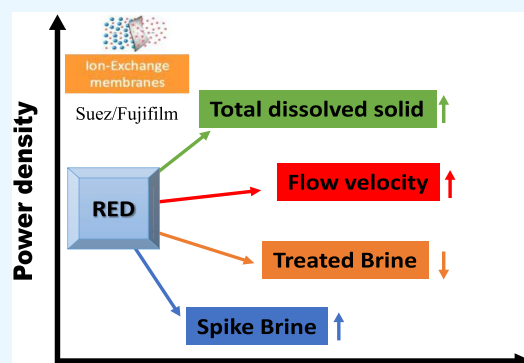 Ion-Exchange
membranes
Suez/Fujifilm
Power density
RED
Total dissolved solid
Flow velocity
Treated Brine
Spike Brine